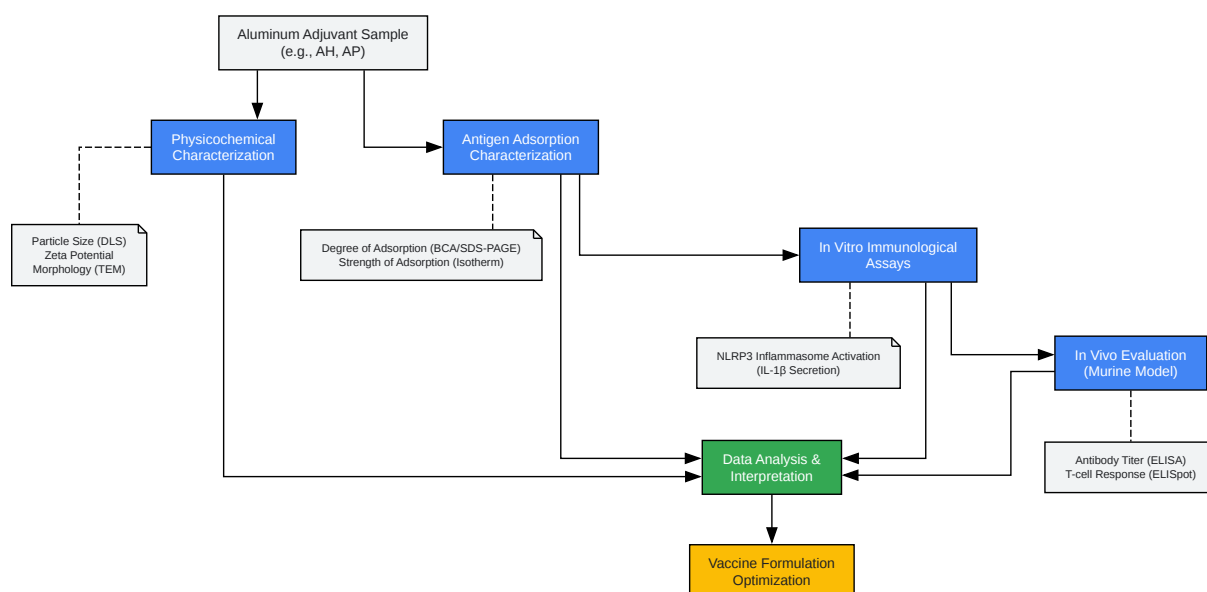 Aluminum Adjuvant Sample
(e.g., AH, AP)
Physicochemical
Characterization
Antigen Adsorption
Characterization
Particle Size (DLS)
Zeta Potential
Morphology (TEM)
Degree of Adsorption (BCA/SDS-PAGE)
Strength of Adsorption (Isotherm)
In Vitro Immunological
Assays
NLRP3 Inflammasome Activation
(IL-1β Secretion)
In Vivo Evaluation
(Murine Model)
Antibody Titer (ELISA)
T-cell Response (ELISpot)
Data Analysis &
Interpretation
Vaccine Formulation
Optimization